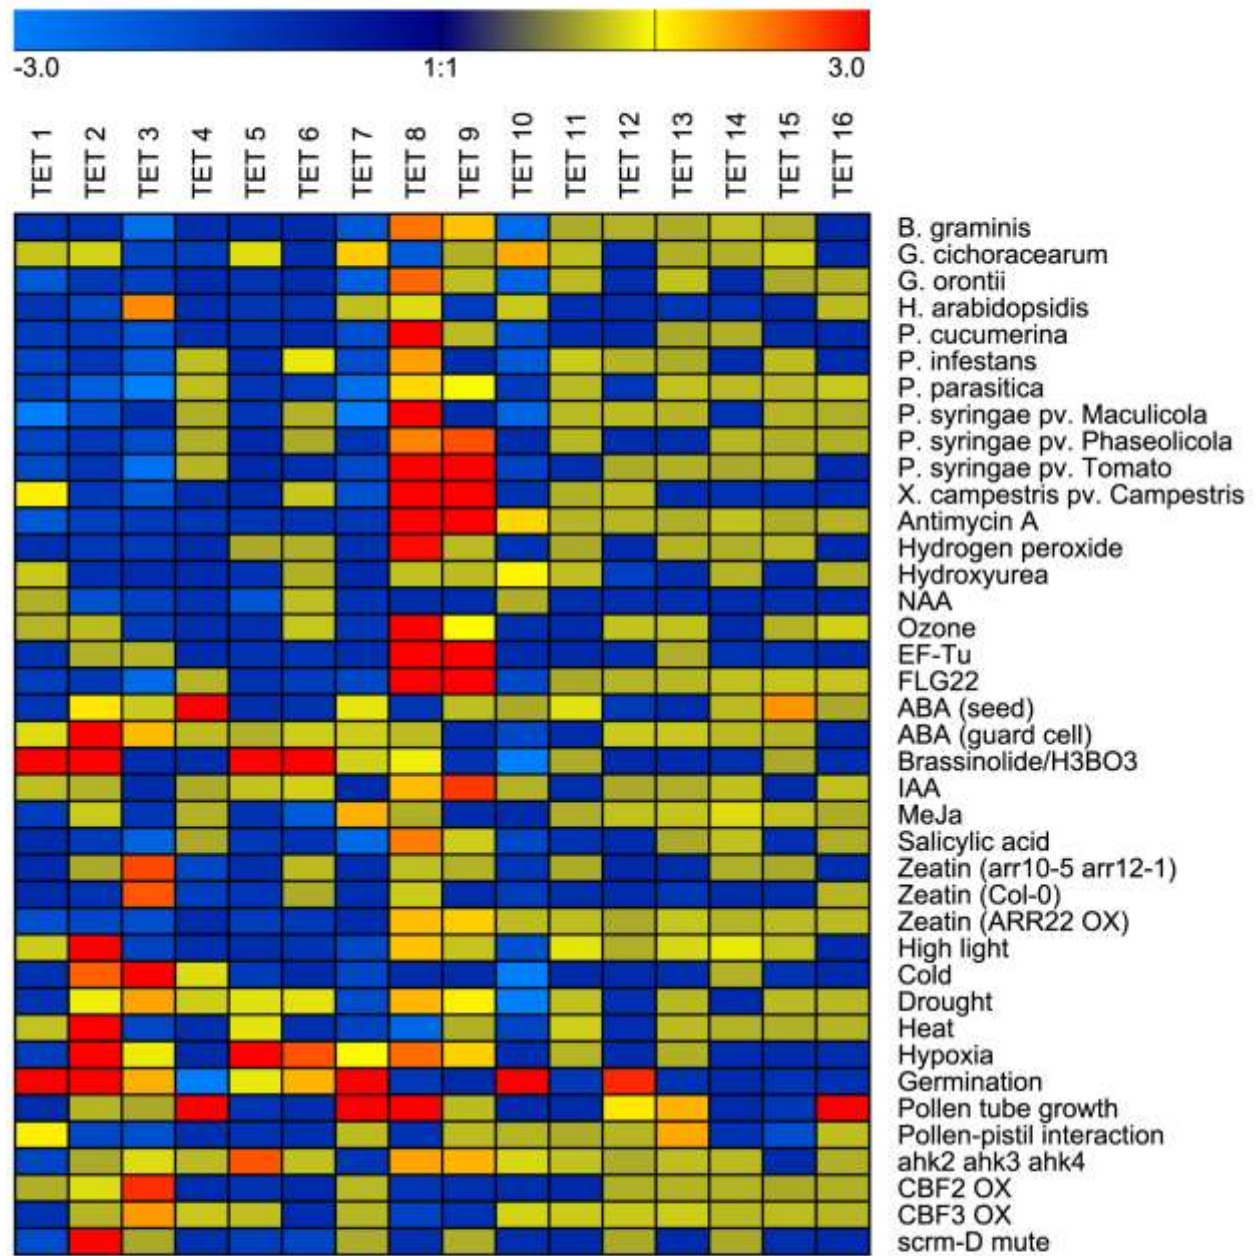 -3.0 1:1 3.0
TET 1 TET 2 TET 3 TET 4 TET 5 TET 6 TET 7 TET 8 TET 9 TET 10 TET 11 TET 12 TET 13 TET 14 TET 15 TET 16
B. graminis
G. cichoracearum
G. orontii
H. arabidopsidis
P. cucumerina
P. infestans
P. parasitica
P. syringae pv. Maculicola
P. syringae pv. Phaseolicola
P. syringae pv. Tomato
X. campestris pv. Campestris
Antimycin A
Hydrogen peroxide
Hydroxyurea
NAA
Ozone
EF-Tu
FLG22
ABA (seed)
ABA (guard cell)
Brassinolide/H3BO3
IAA
MeJa
Salicylic acid
Zeatin (arr10-5 arr12-1)
Zeatin (Col-0)
Zeatin (ARR22 OX)
High light
Cold
Drought
Heat
Hypoxia
Germination
Pollen tube growth
Pollen-pistil interaction
ahk2 ahk3 ahk4
CBF2 OX
CBF3 OX
scrm-D mute